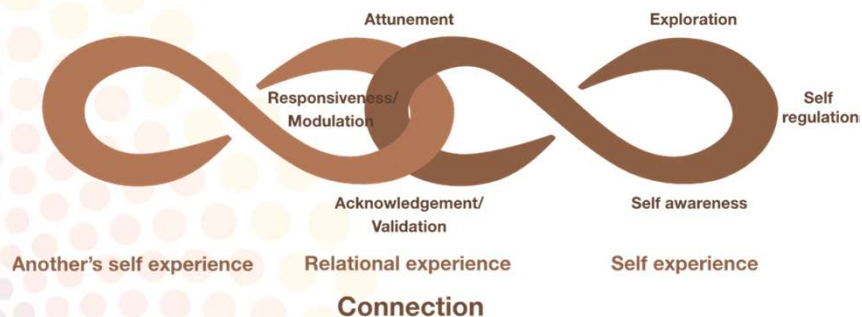 Attunement
Exploration
Responsiveness/
Modulation
Self
regulation
Acknowledgement/
Validation
Self awareness
Another's self experience
Relational experience
Self experience
Connection